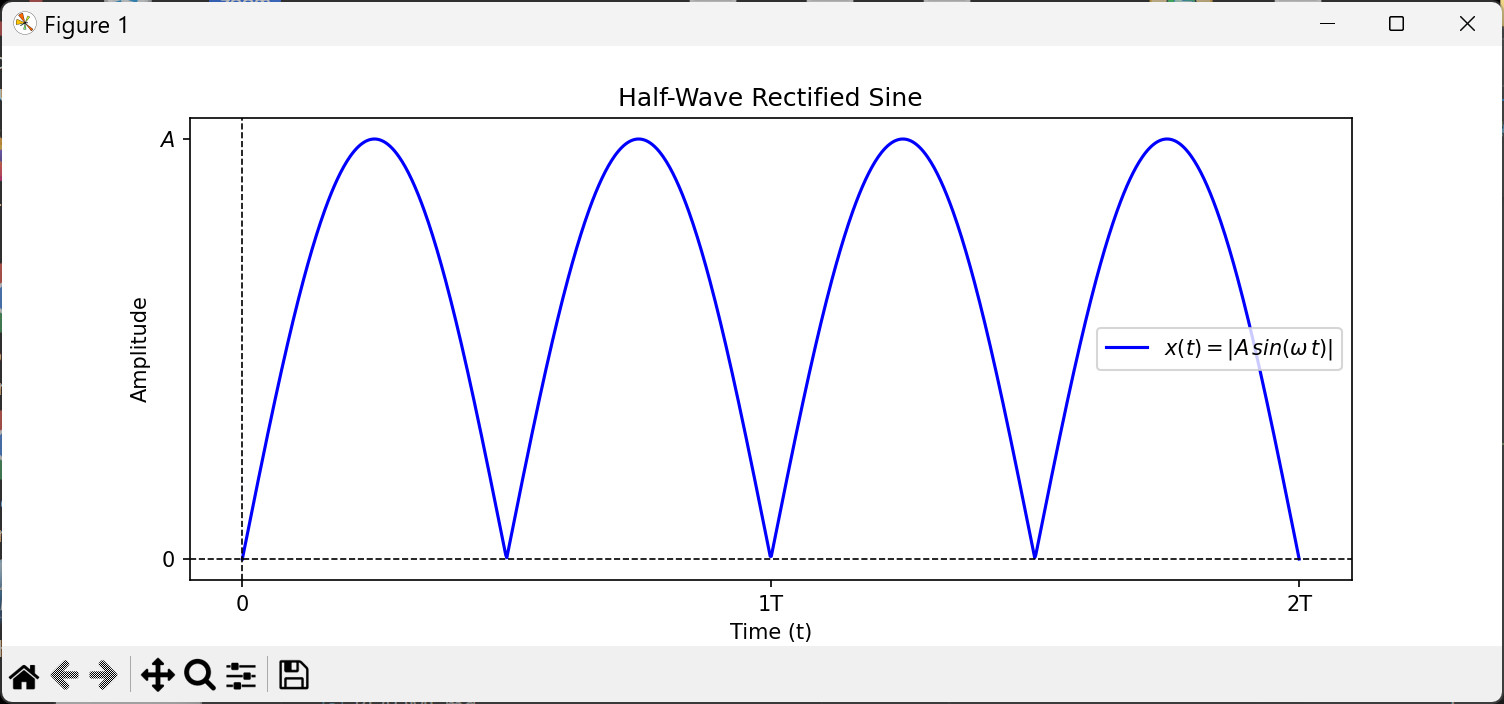 Figure 1
Half-Wave Rectified Sine
A
Amplitude
x(t) = |A sin(ω t)|
0
0 1T 2T
Time (t)